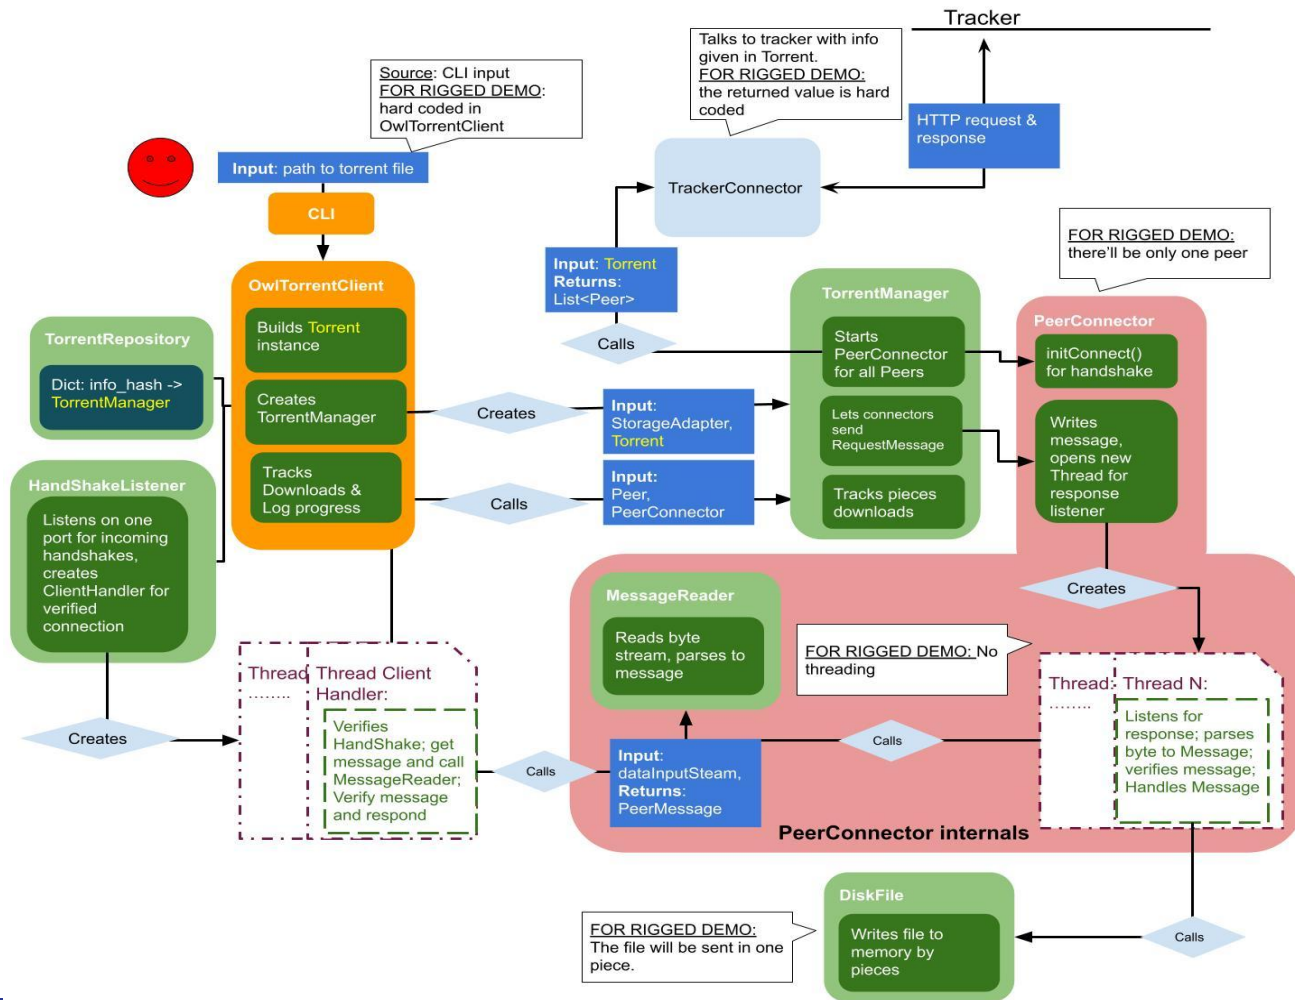 Tracker
Talks to tracker with info
given in Torrent.
FOR RIGGED DEMO:
the returned value is hard
coded
Source: CLI input
FOR RIGGED DEMO:
hard coded in
OwlTorrentClient
HTTP request &
response
Input: path to torrent file
TrackerConnector
CLI
FOR RIGGED DEMO:
there'll be only one peer
Input: Torrent
Returns:
List<Peer>
OwlTorrentClient
Builds Torrent
instance
Creates
TorrentManager
Tracks
Downloads &
Log progress
TorrentRepository
Dict: info_hash ->
TorrentManager
HandShakeListener
Listens on one
port for incoming
handshakes,
creates
ClientHandler for
verified
connection
Calls
Creates
Calls
Input:
StorageAdapter,
Torrent
Input:
Peer,
PeerConnector
TorrentManager
Starts
PeerConnector
for all Peers
Lets connectors
send
RequestMessage
Tracks pieces
downloads
PeerConnector
initConnect()
for handshake
Writes
message,
opens new
Thread for
response
listener
Creates
MessageReader
Reads byte
stream, parses to
message
FOR RIGGED DEMO: No
threading
Creates
Thread
........
Thread Client
Handler:
Verifies
HandShake; get
message and call
MessageReader;
Verify message
and respond
Calls
Input:
dataInputSteam,
Returns:
PeerMessage
Calls
Thread:
........
Thread N:
Listens for
response; parses
byte to Message;
verifies message;
Handles Message
PeerConnector internals
DiskFile
Writes file to
memory by
pieces
FOR RIGGED DEMO:
The file will be sent in one
piece.
Calls